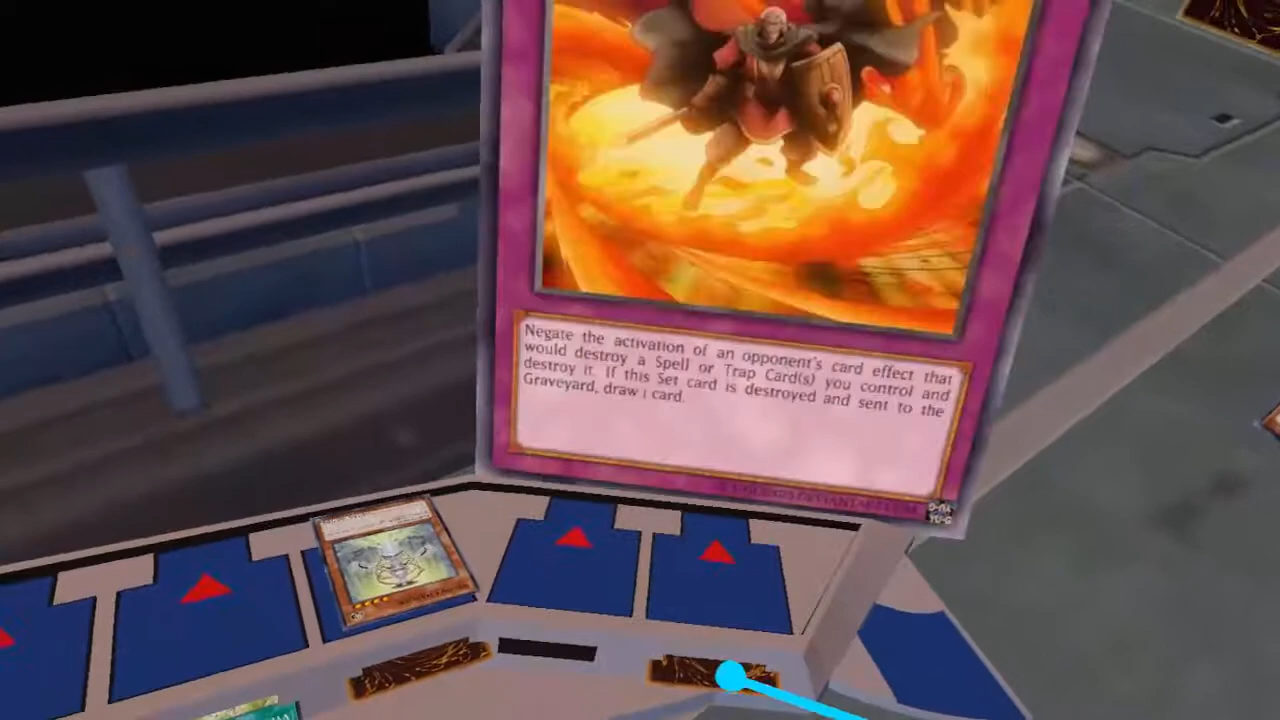 Negate the activation of an opponent's card effect that
would destroy a Spell or Trap Card(s) you control and
destroy it. If this Set card is destroyed and sent to the
Graveyard, draw 1 card.